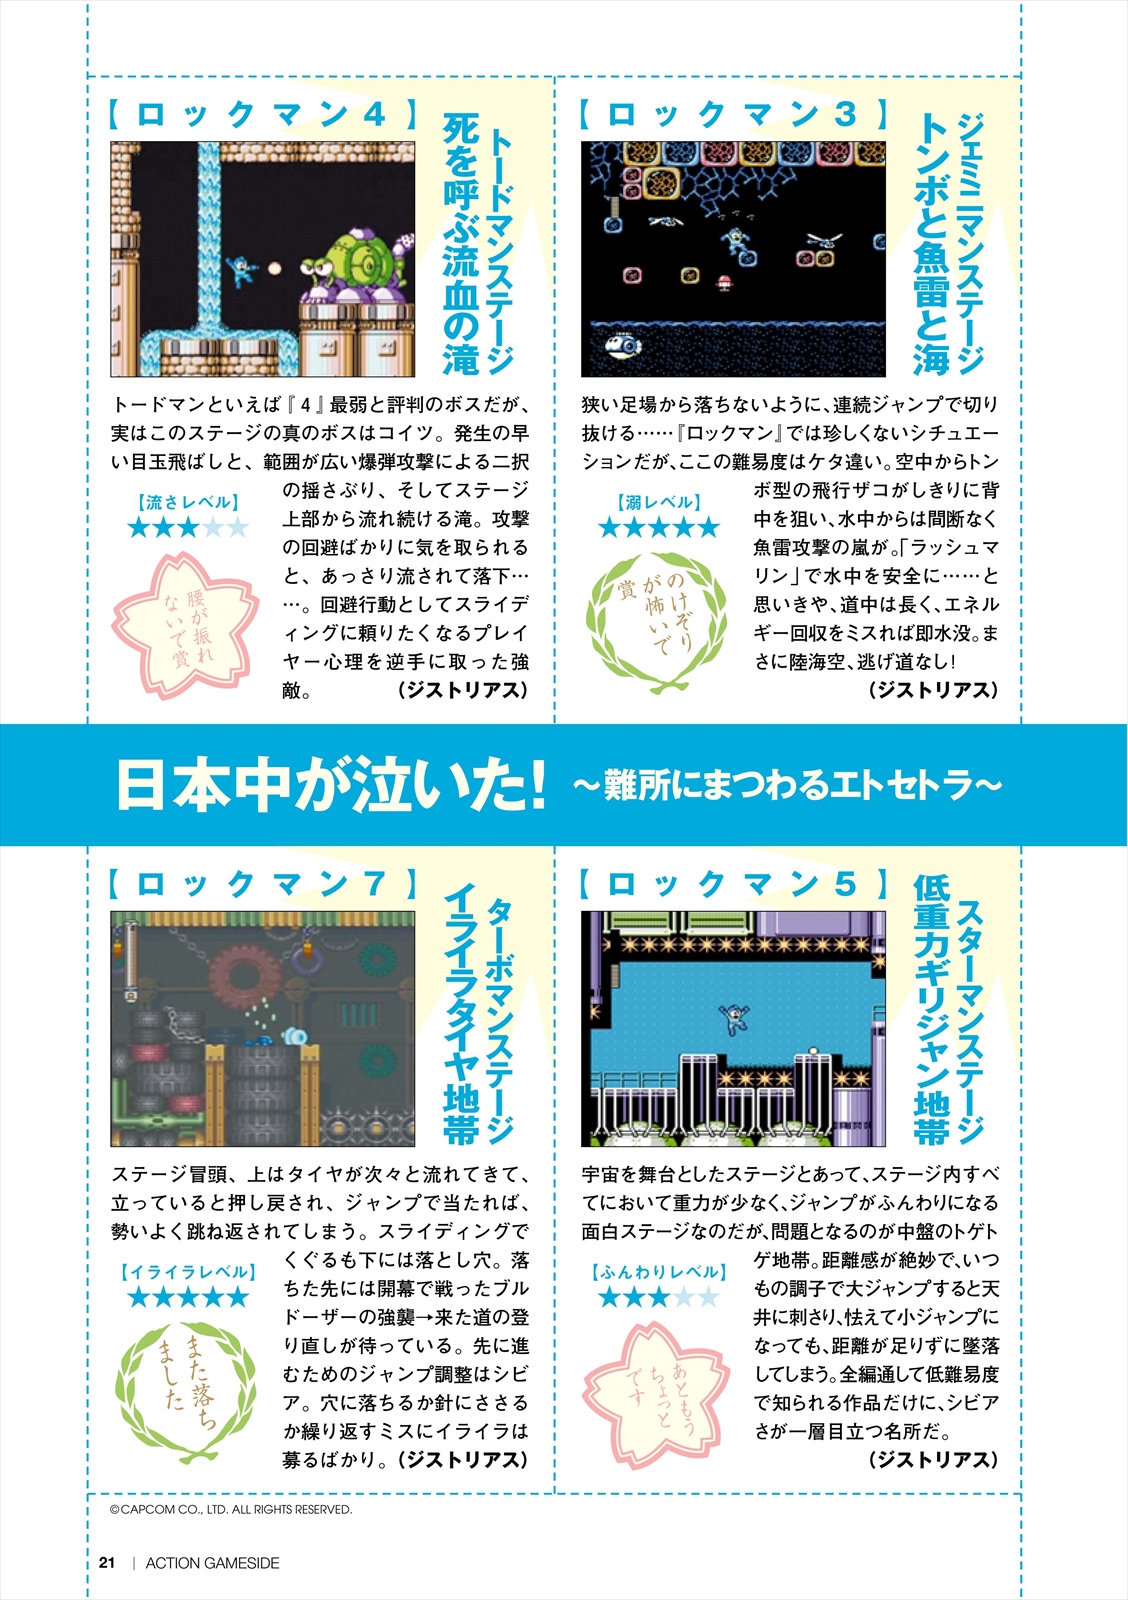 【ロックマン3】
ジェミニマンステージ
トンボと魚雷と海
狭い足場から落ちないように、連続ジャンプで切り
抜ける……『ロックマン』では珍しくないシチュエー
ションだが、ここの難易度はケタ違い。空中からトン
ボ型の飛行ザコがしきりに背
中を狙い、水中からは間断なく
魚雷攻撃の嵐が。「ラッシュマ
リン」で水中を安全に……と
思いきや、道中は長く、エネル
ギー回収をミスれば即水没。ま
さに陸海空、逃げ道なし!
(ジストリアス)
【溺レベル】
★★★★★
のけぞり
が怖いで
賞
【ロックマン4】
トードマンステージ
死を呼ぶ流血の滝
トードマンといえば『4』最弱と評判のボスだが、
実はこのステージの真のボスはコイツ。発生の早
い目玉飛ばしと、範囲が広い爆弾攻撃による二択
の揺さぶり、そしてステージ
上部から流れ続ける滝。攻撃
の回避ばかりに気を取られる
と、あっさり流されて落下…
…。回避行動としてスライデ
ィングに頼りたくなるプレイ
ヤー心理を逆手に取った強
敵。 (ジストリアス)
【流さレベル】
★★★★★
腰が振れ
ないで賞
日本中が泣いた! 〜難所にまつわるエトセトラ〜
【ロックマン5】
スターマンステージ
低重力ギリジャン地帯
宇宙を舞台としたステージとあって、ステージ内すべ
てにおいて重力が少なく、ジャンプがふんわりになる
面白ステージなのだが、問題となるのが中盤のトゲト
ゲ地帯。距離感が絶妙で、いつ
もの調子で大ジャンプすると天
井に刺さり、怯えて小ジャンプに
なっても、距離が足りずに墜落
してしまう。全編通して低難易度
で知られる作品だけに、シビア
さが一層目立つ名所だ。
(ジストリアス)
【ふんわりレベル】
★★★★★
あともう
ちょっと
です
【ロックマン7】
ターボマンステージ
イライラタイヤ地帯
ステージ冒頭、上はタイヤが次々と流れてきて、
立っていると押し戻され、ジャンプで当たれば、
勢いよく跳ね返されてしまう。スライディングで
くぐるも下には落とし穴。落
ちた先には開幕で戦ったブル
ドーザーの強襲→来た道の登
り直しが待っている。先に進
むためのジャンプ調整はシビ
ア。穴に落ちるか針にささる
か繰り返すミスにイライラは
募るばかり。(ジストリアス)
【イライラレベル】
★★★★★
また落ち
ました
©CAPCOM CO., LTD. ALL RIGHTS RESERVED.
21 | ACTION GAMESIDE